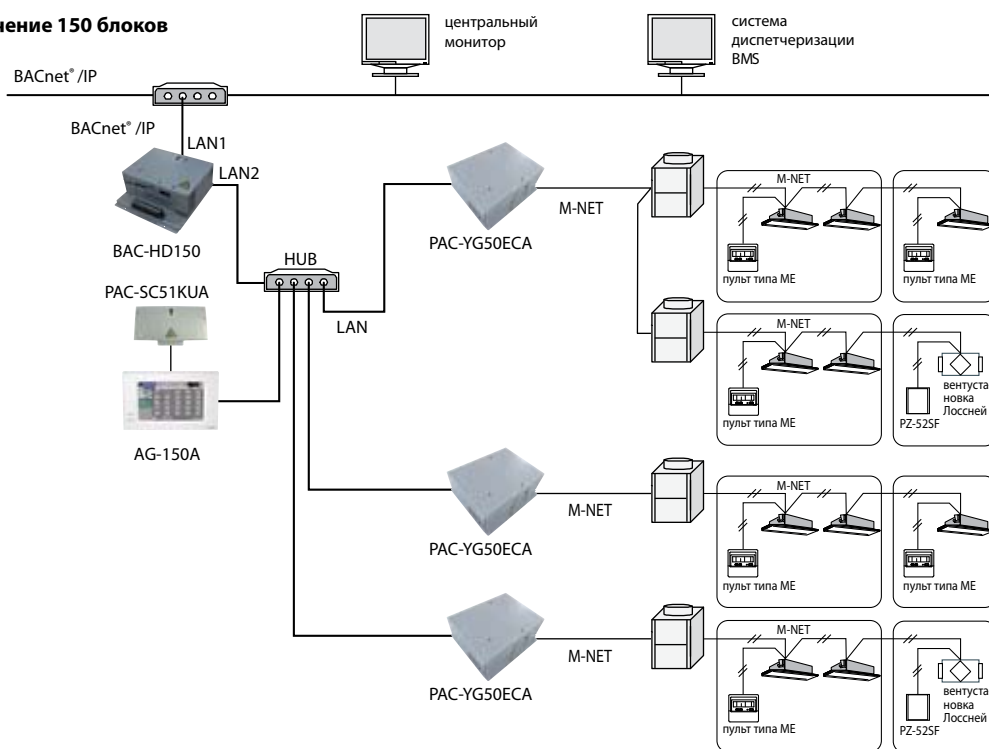 чение 150 блоков
центральный
монитор
система
диспетчеризации
BMS
BACnet® /IP
BACnet® /IP
LAN1
LAN2
BAC-HD150
HUB
PAC-SC51KUA
LAN
AG-150A
PAC-YG50ECA
M-NET
M-NET
пульт типа ME
пульт типа ME
M-NET
пульт типа ME
вентуста
новка
Лоссней
PZ-52SF
PAC-YG50ECA
M-NET
M-NET
пульт типа ME
пульт типа ME
PAC-YG50ECA
M-NET
M-NET
пульт типа ME
вентуста
новка
Лоссней
PZ-52SF